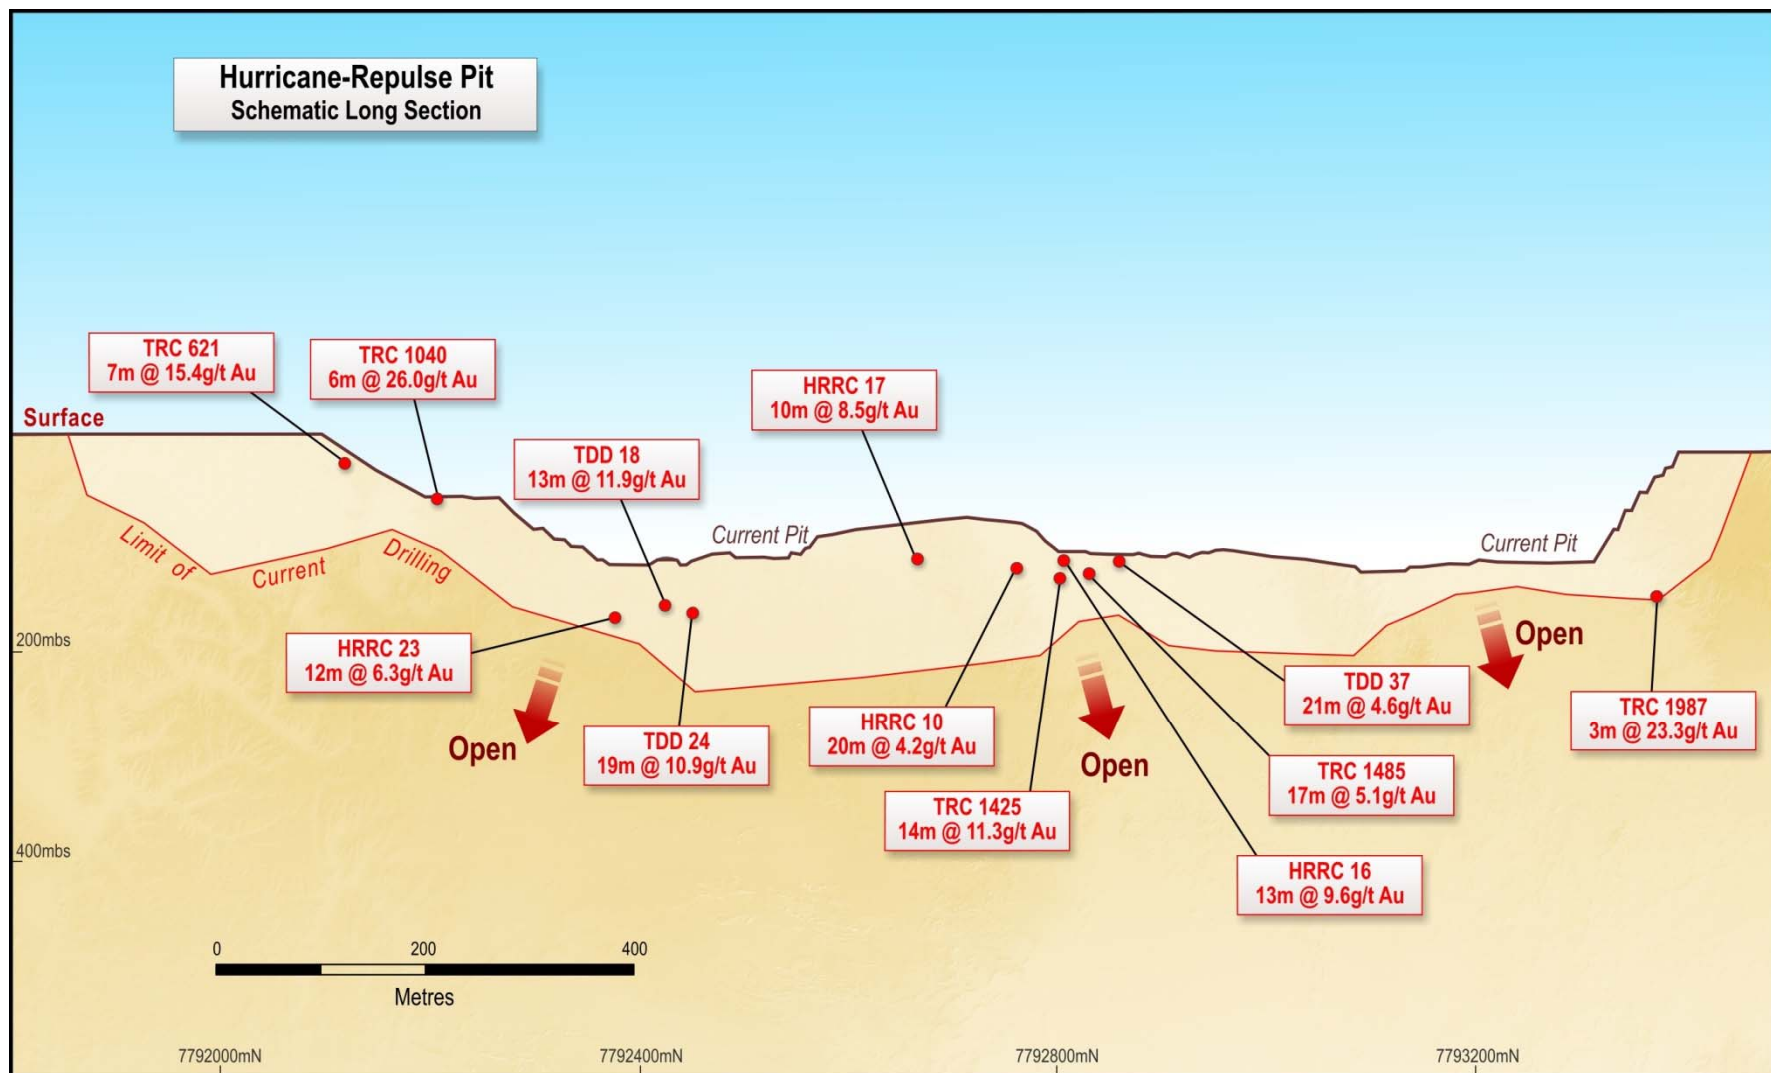 Hurricane-Repulse Pit
Schematic Long Section
TRC 621
7m @ 15.4g/t Au
TRC 1040
6m @ 26.0g/t Au
HRRC 17
10m @ 8.5g/t Au
Surface
TDD 18
13m @ 11.9g/t Au
Current Pit
Current Pit
Limit of Current Drilling
200mbs
HRRC 23
12m @ 6.3g/t Au
Open
TDD 24
19m @ 10.9g/t Au
HRRC 10
20m @ 4.2g/t Au
Open
TRC 1425
14m @ 11.3g/t Au
TDD 37
21m @ 4.6g/t Au
Open
TRC 1987
3m @ 23.3g/t Au
TRC 1485
17m @ 5.1g/t Au
HRRC 16
13m @ 9.6g/t Au
400mbs
0 200 400
Metres
7792000mN 7792400mN 7792800mN 7793200mN